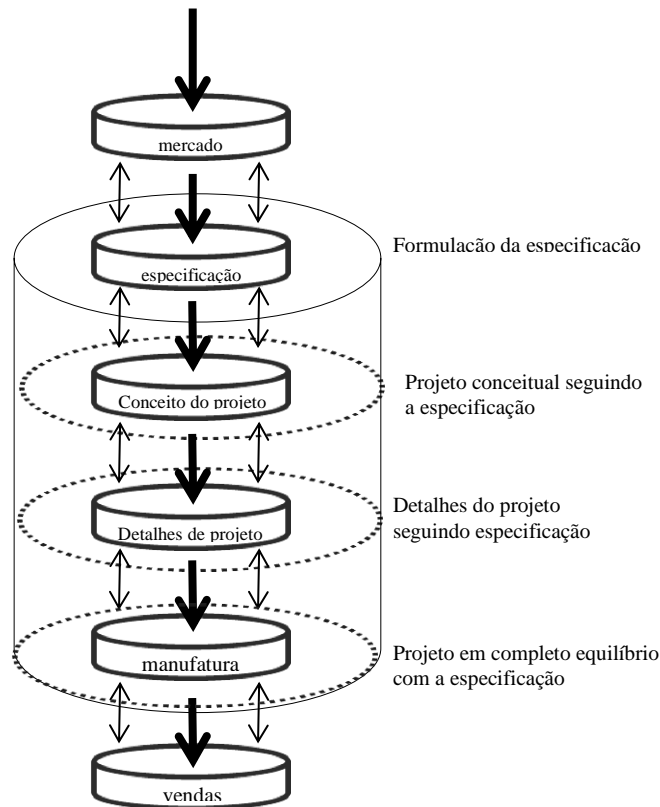 mercado
Formulação da especificação
especificação
Projeto conceitual seguindo
a especificação
Conceito do projeto
Detalhes do projeto
seguindo especificação
Detalhes de projeto
Projeto em completo equilíbrio
com a especificação
manufatura
vendas